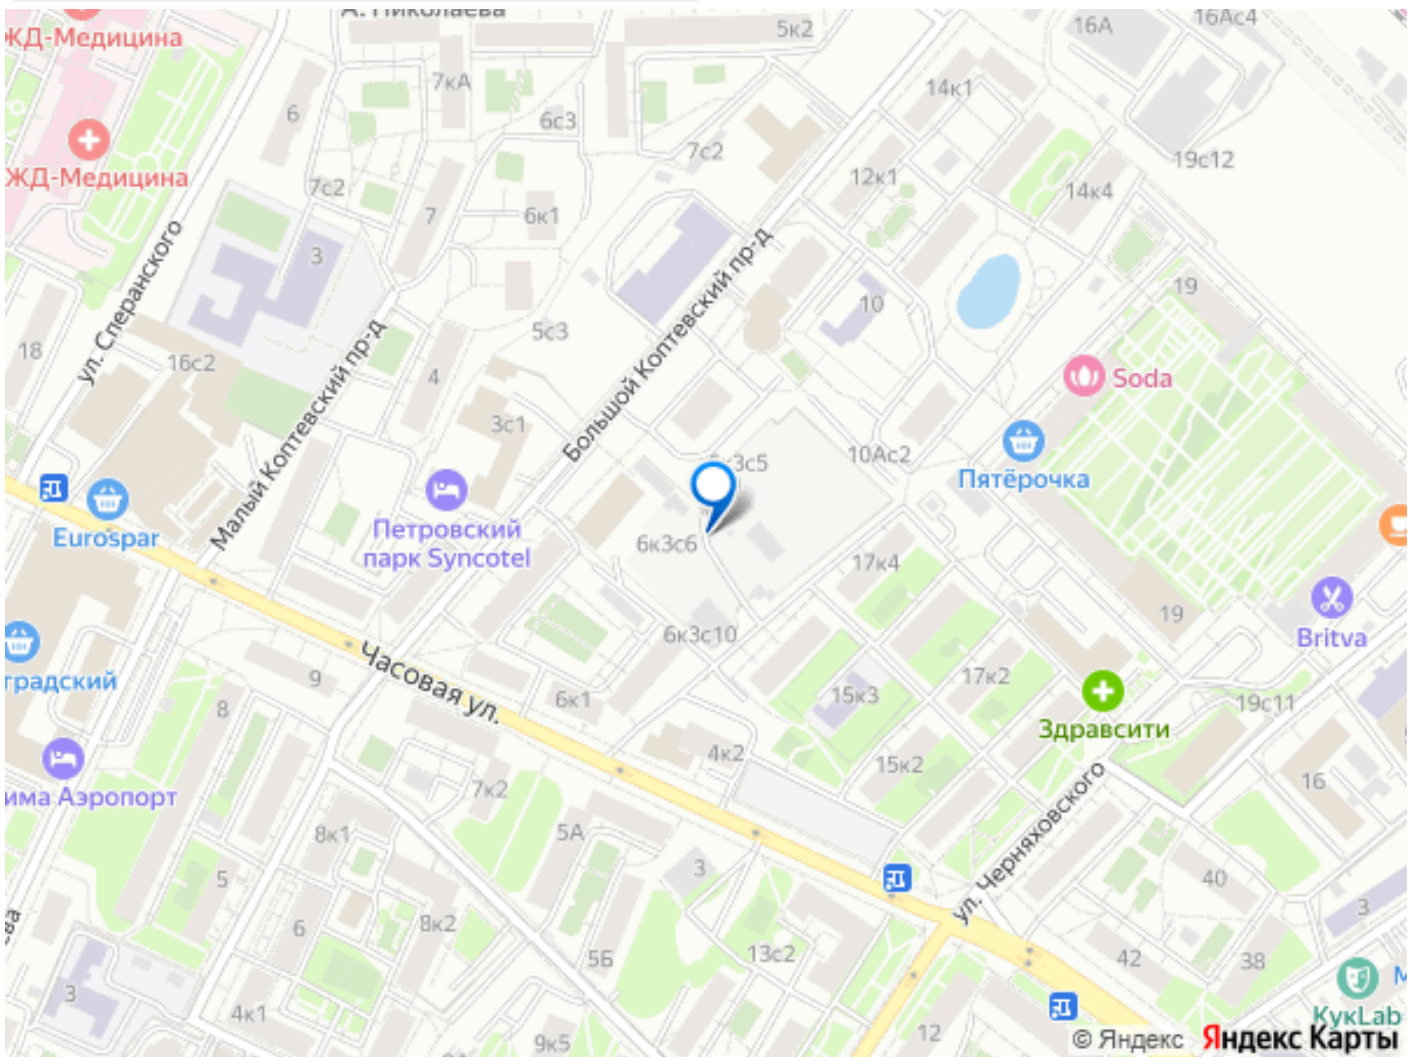 А. Николаева
5к2
16А
16Ас4
ЖД-Медицина
7кА
14к1
6
6с3
7с2
19с12
ЖД-Медицина
7с2
12к1
14к4
7
6к1
ул. Сперанского
3
Большой Коптевский пр-д
19
10
5с3
18
16с2
Малый Коптевский пр-д
4
Soda
3с1
10Ас2
Пятёрочка
Eurospar
Петровский
парк Syncotel
6к3с6
17к4
19
Britva
6к3с10
Часовая ул.
градский
9
17к2
15к3
8
6к1
19с11
Здравсити
4к2
15к2
16
има Аэропорт
7к2
8к1
5А
ул. Черняховского
3
5
40
3
6
8к2
13с2
5Б
42
38
3
4к1
12
9к5
КукLab
© Яндекс Яндекс Карты